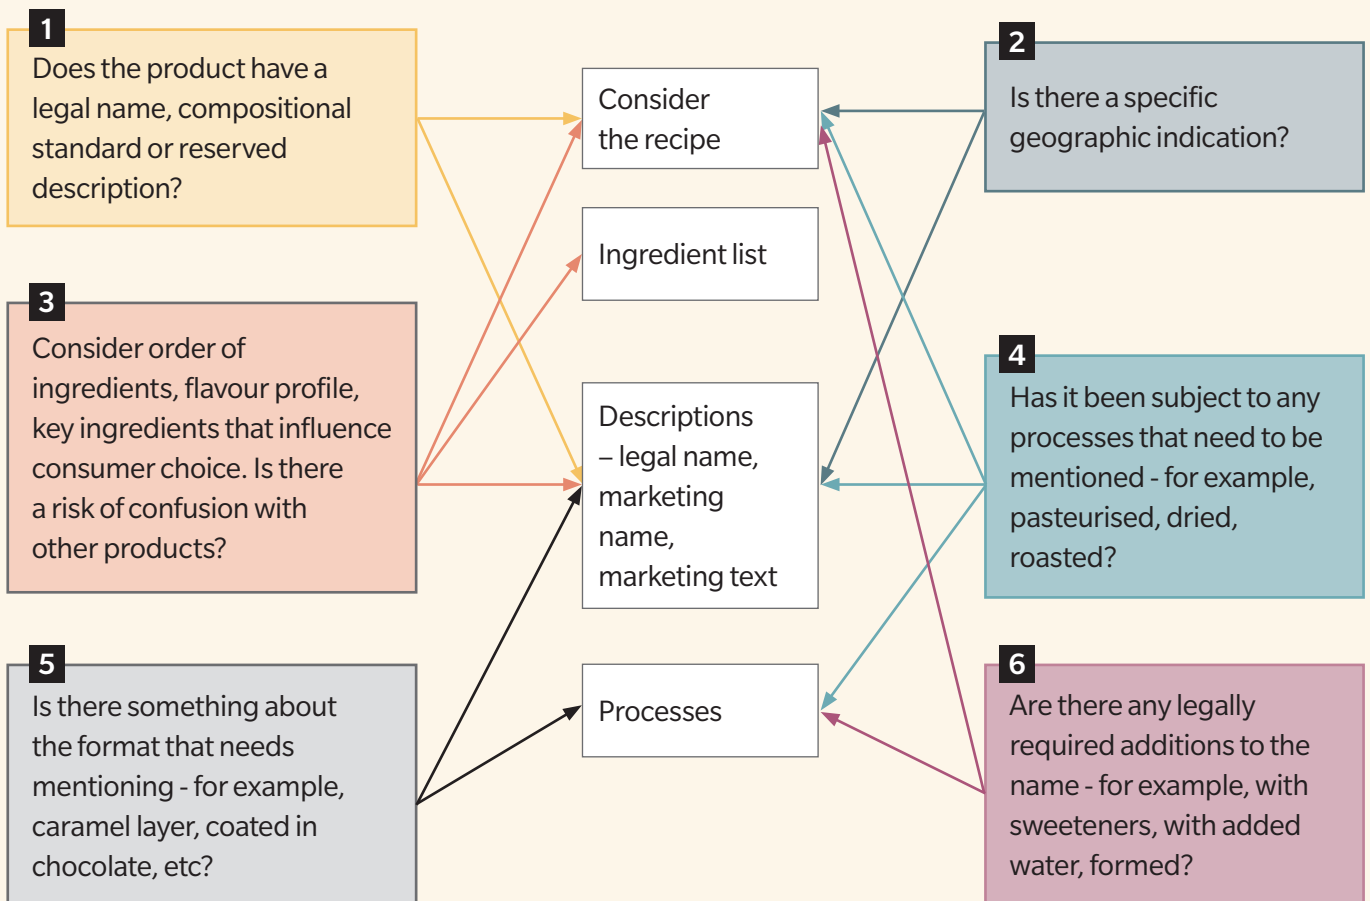 1
Does the product have a
legal name, compositional
standard or reserved
description?
Consider
the recipe
2
Is there a specific
geographic indication?
Ingredient list
3
Consider order of
ingredients, flavour profile,
key ingredients that influence
consumer choice. Is there
a risk of confusion with
other products?
Descriptions
– legal name,
marketing
name,
marketing text
4
Has it been subject to any
processes that need to be
mentioned - for example,
pasteurised, dried,
roasted?
5
Is there something about
the format that needs
mentioning - for example,
caramel layer, coated in
chocolate, etc?
Processes
6
Are there any legally
required additions to the
name - for example, with
sweeteners, with added
water, formed?